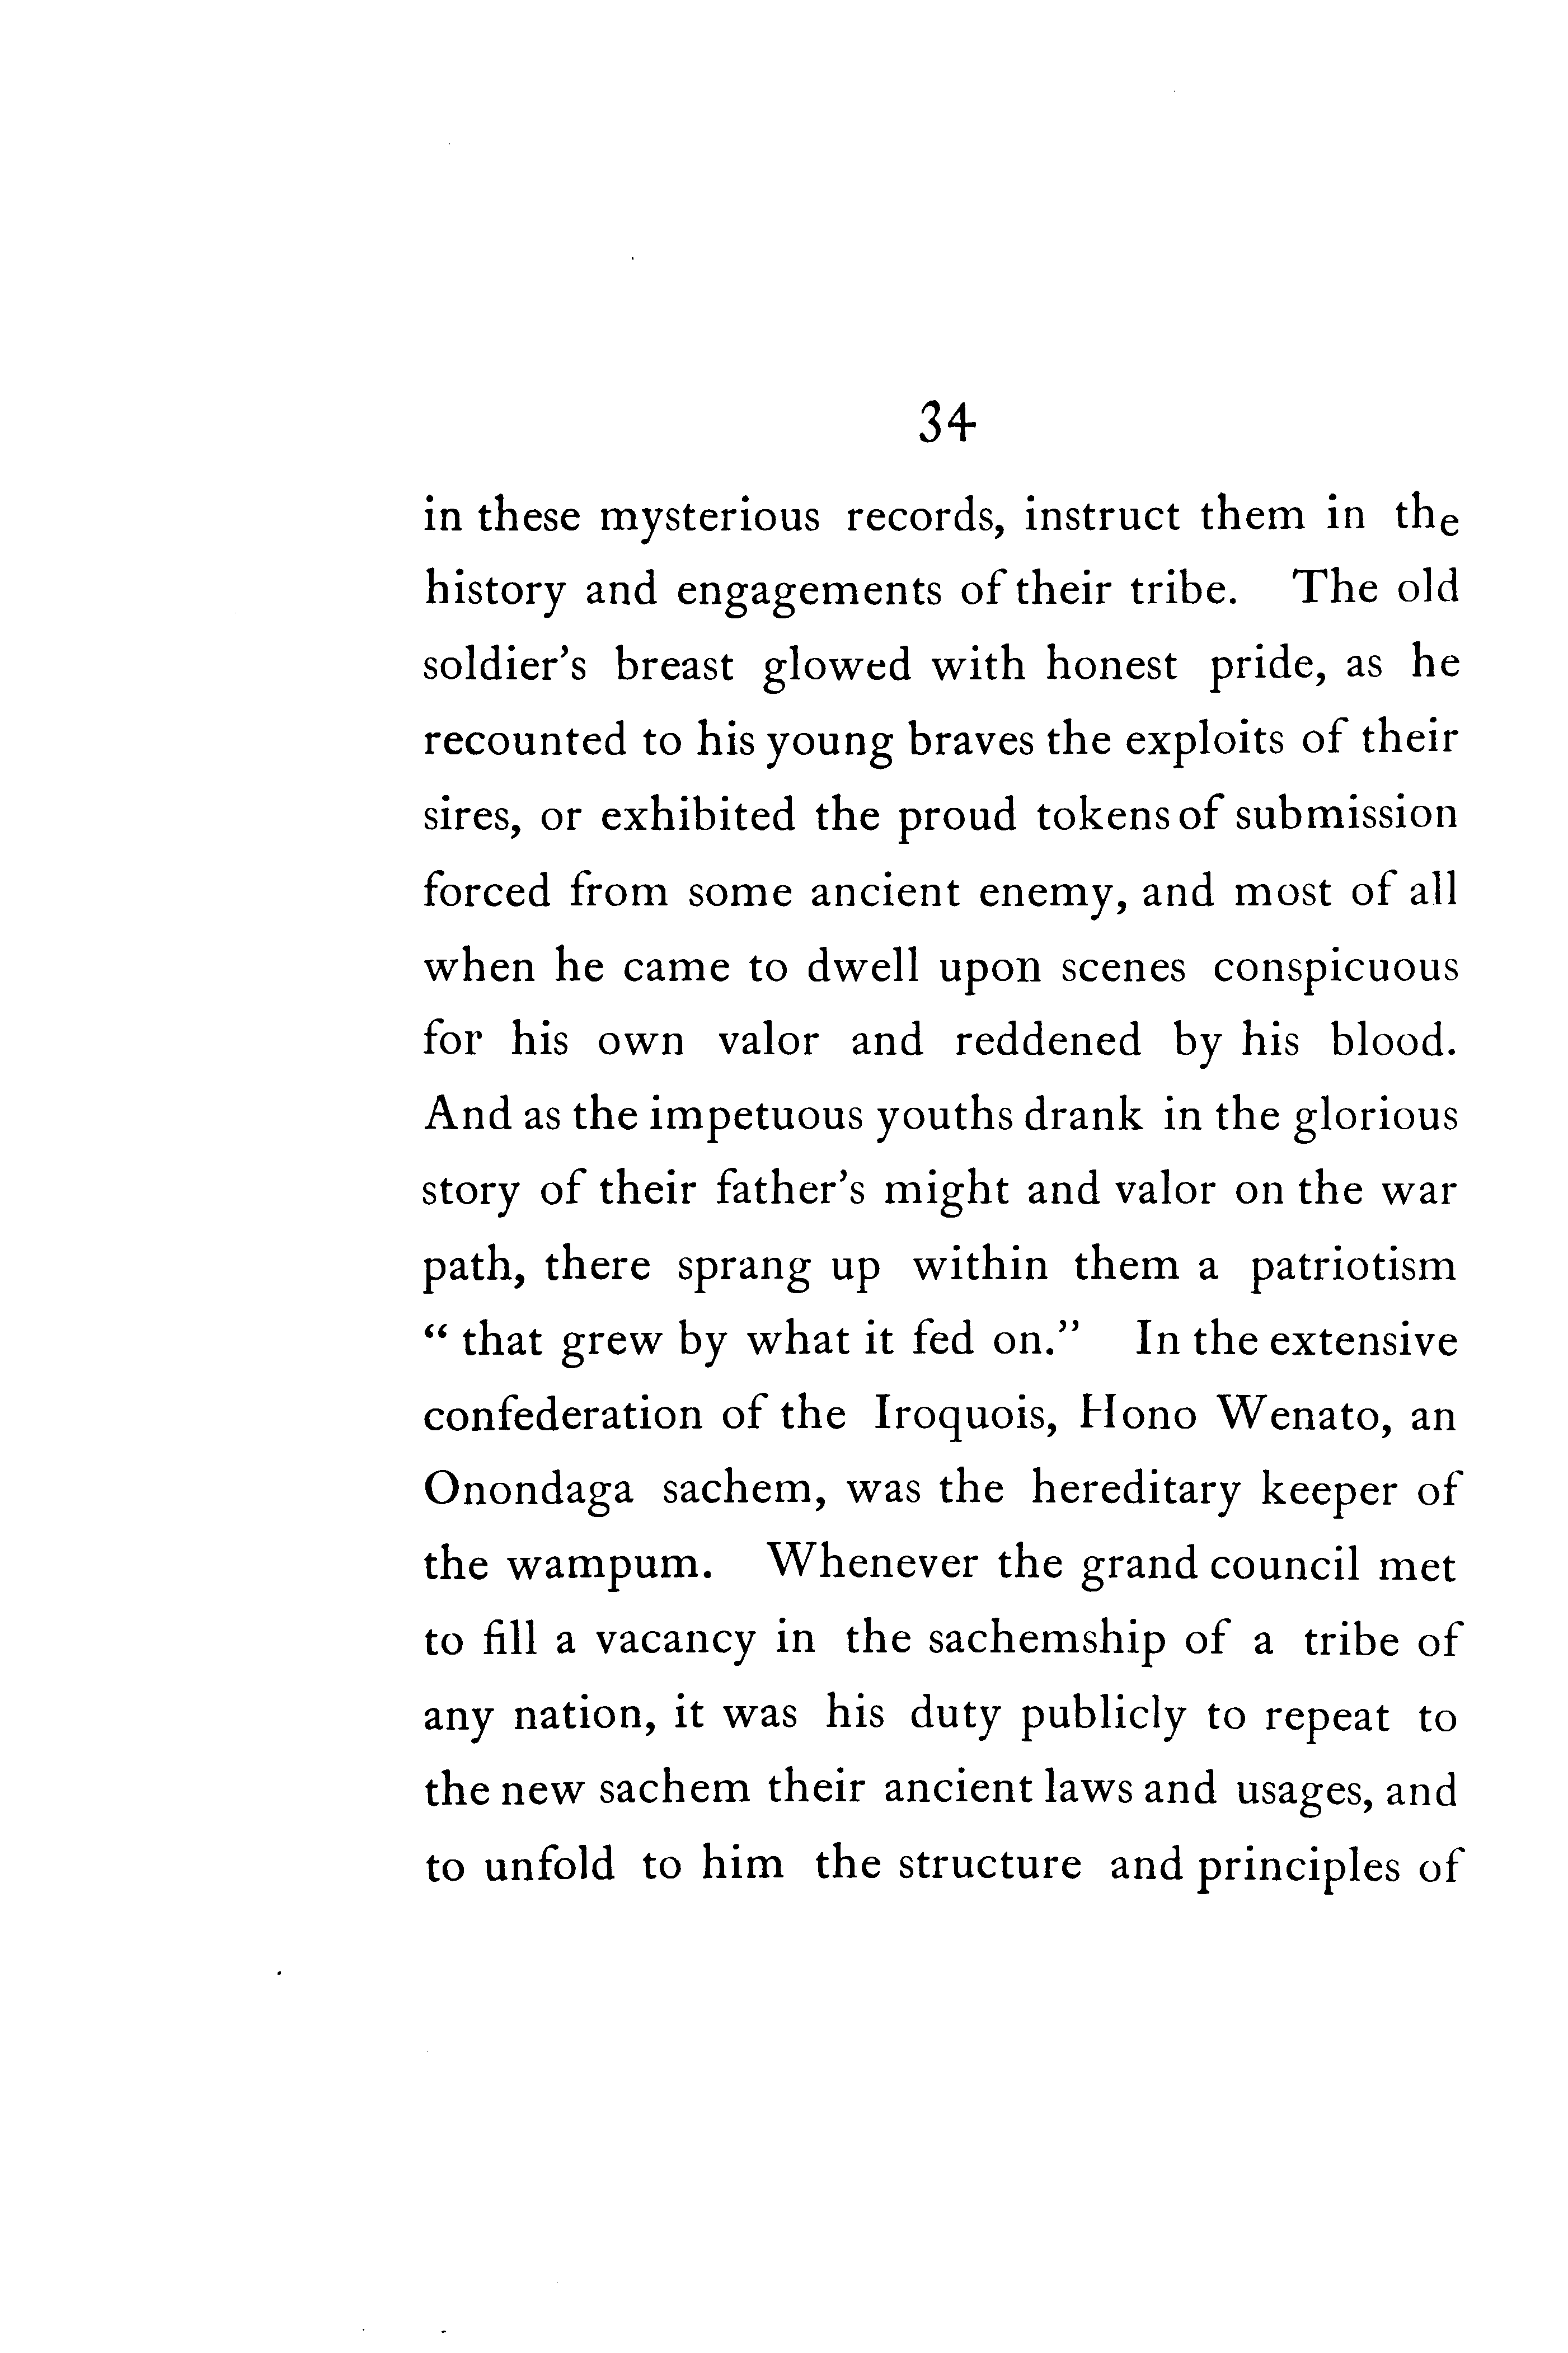 34
in these mysterious records, instruct them in the
history and engagements of their tribe. The old
soldier's breast glowed with honest pride, as he
recounted to his young braves the exploits of their
sires, or exhibited the proud tokens of submission
forced from some ancient enemy, and most of all
when he came to dwell upon scenes conspicuous
for his own valor and reddened by his blood.
And as the impetuous youths drank in the glorious
story of their father's might and valor on the war
path, there sprang up within them a patriotism
“ that grew by what it fed on.” In the extensive
confederation of the Iroquois, Hono Wenato, an
Onondaga sachem, was the hereditary keeper of
the wampum. Whenever the grand council met
to fill a vacancy in the sachemship of a tribe of
any nation, it was his duty publicly to repeat to
the new sachem their ancient laws and usages, and
to unfold to him the structure and principles of